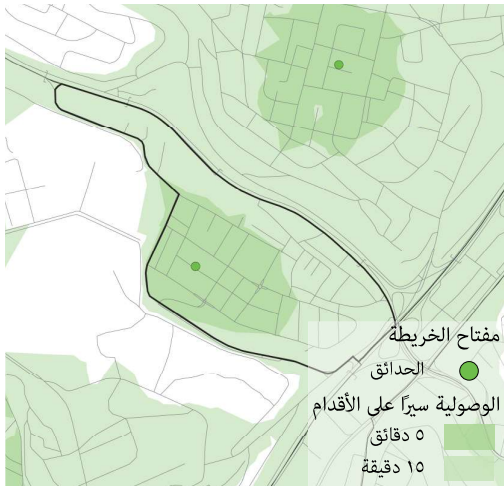 مفتاح الخريطة
الحدائق
الوصولية سيرًا على الأقدام
٥ دقائق
١٥ دقيقة